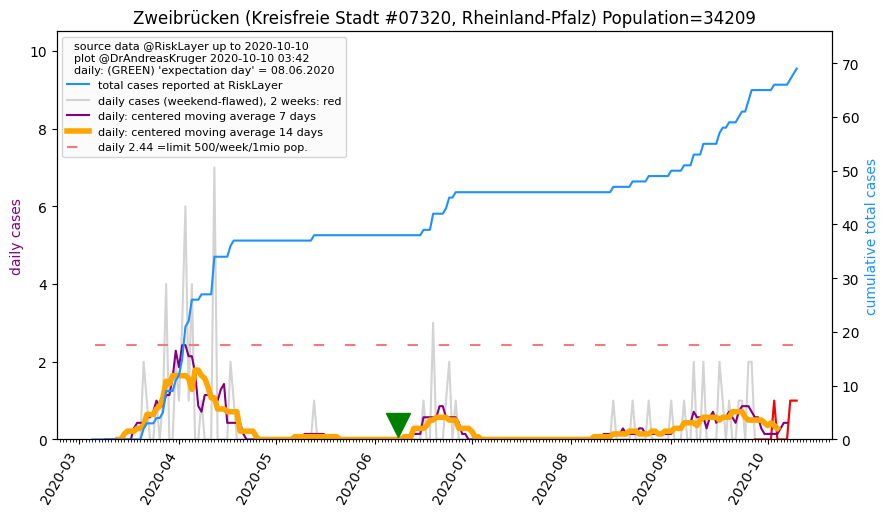 Zweibrücken (Kreisfreie Stadt #07320, Rheinland-Pfalz) Population=34209
source data @RiskLayer up to 2020-10-10
plot @DrAndreasKruger 2020-10-10 03:42
daily: (GREEN) 'expectation day' = 08.06.2020
total cases reported at RiskLayer
daily cases (weekend-flawed), 2 weeks: red
daily: centered moving average 7 days
daily: centered moving average 14 days
daily 2.44 =limit 500/week/1mio pop.
daily cases
10
8
6
4
2
0
cumulative total cases
70
60
50
40
30
20
10
0
2020-03
2020-04
2020-05
2020-06
2020-07
2020-08
2020-09
2020-10